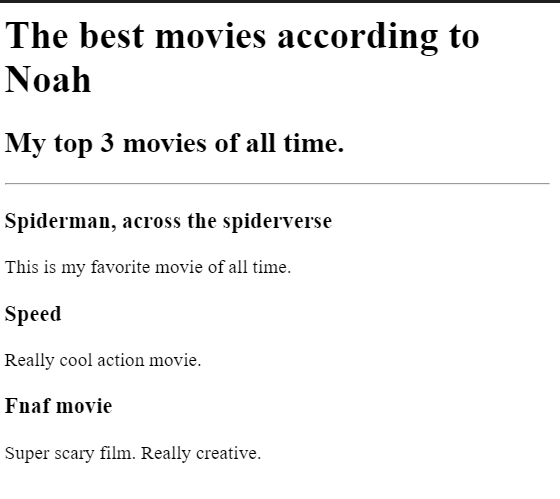 The best movies according to
Noah
My top 3 movies of all time.
Spiderman, across the spiderverse
This is my favorite movie of all time.
Speed
Really cool action movie.
Fnaf movie
Super scary film. Really creative.